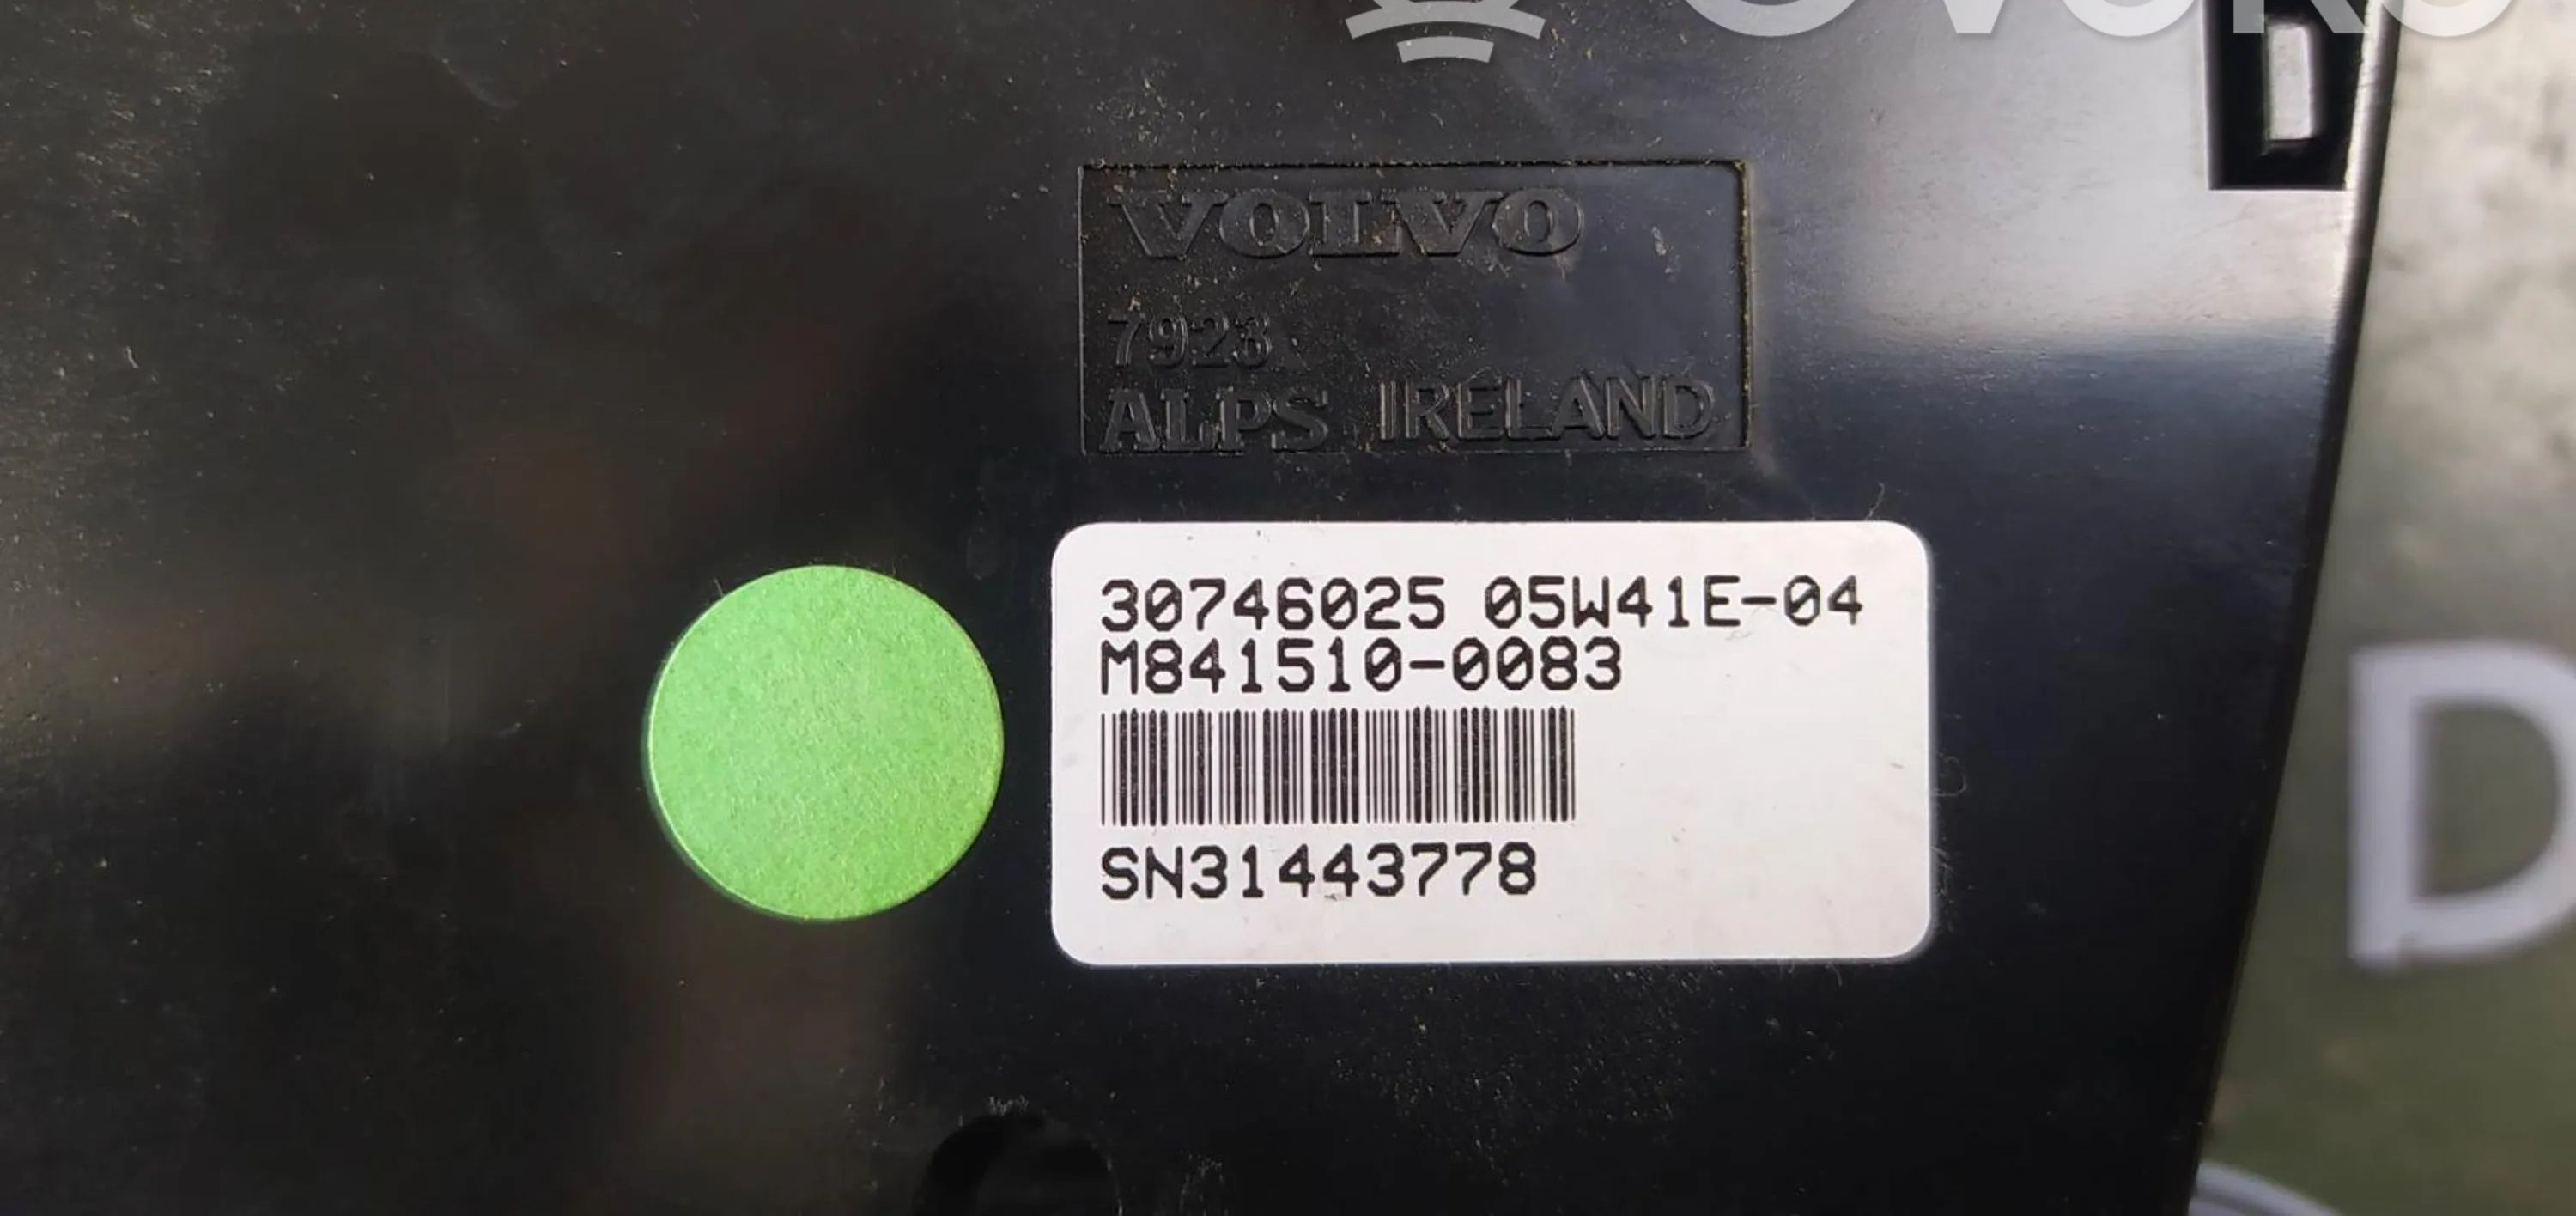 VOLVO
7923
ALPS IRELAND
30746025 05W41E-04
M841510-0083
SN31443778
D